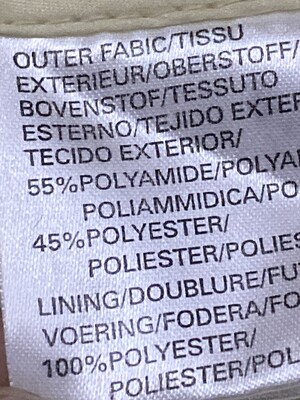 OUTER FABIC/TISSU
EXTERIEUR/OBERSTOFF/
BOVENSTOF/TESSUTO
ESTERNO/TEJIDO EXTER
TECIDO EXTERIOR/
55%POLYAMIDE/POLYA
POLIAMMIDICA/PO
45%POLYESTER/
POLIESTER/POLIES
LINING/DOUBLURE/FU
VOERING/FODERA/FO
100%POLYESTER/
POLIESTER/POL